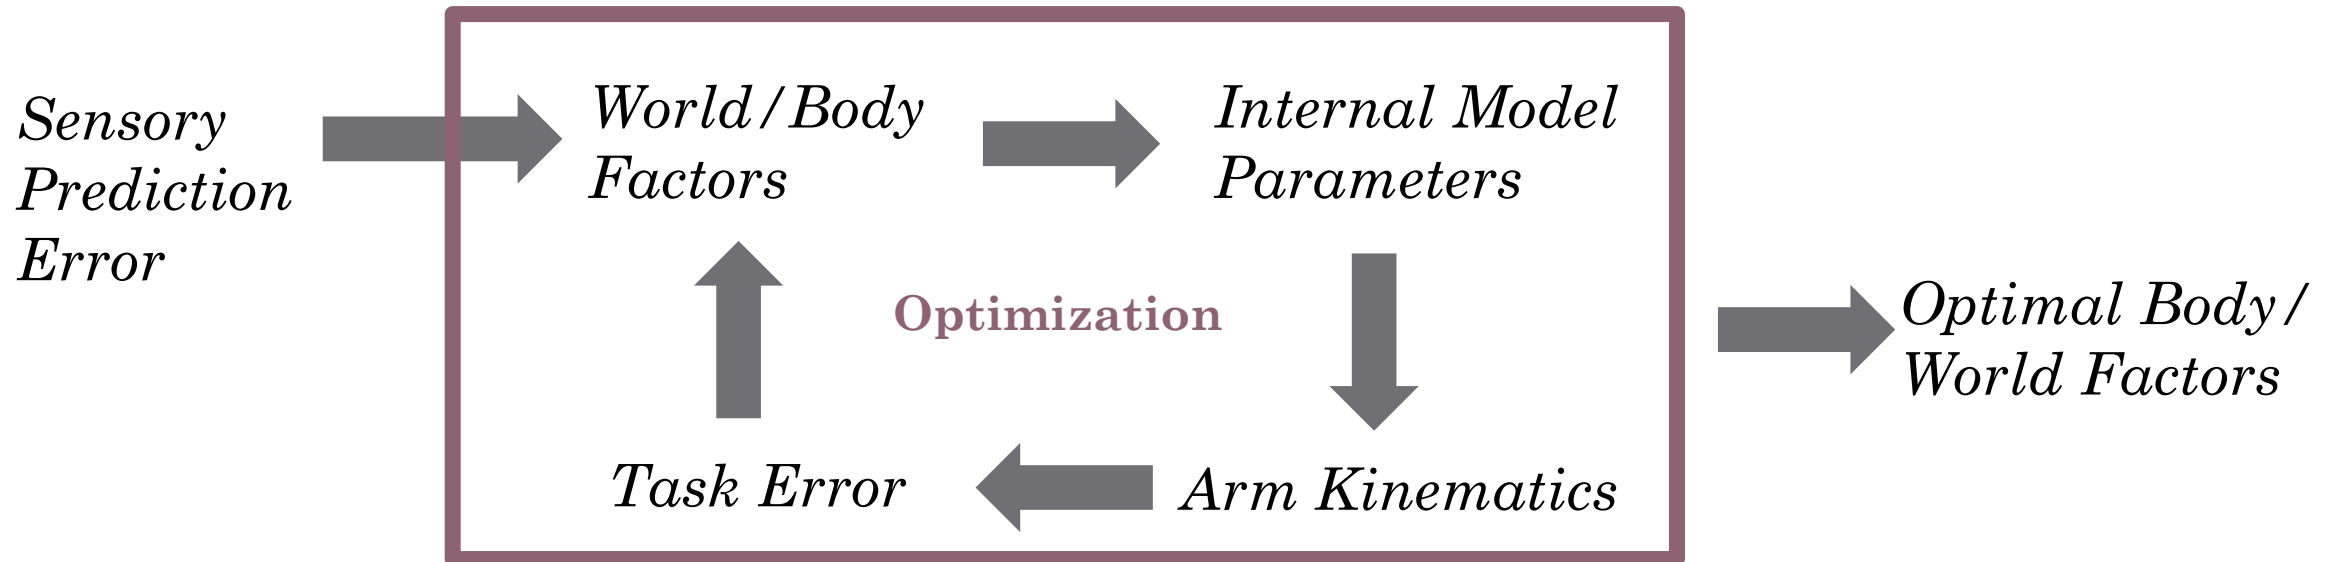 Sensory
Prediction
Error
World/Body
Factors
Internal Model
Parameters
Optimization
Task Error
Arm Kinematics
Optimal Body/
World Factors